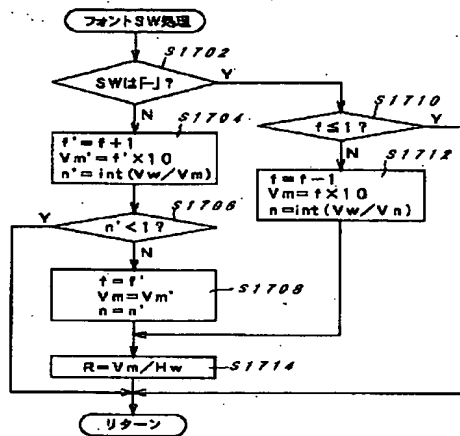 フォントSW処理
S1702
SWは「-」?
Y
N
S1704
S1710
f'=f+1
Vm'=f'×10
n'=int(Vw/Vm)
f≤1?
Y
N
S1706
S1712
Y
n'<1?
f=f-1
Vm=f×10
n=int(Vw/Vn)
N
S1708
f=f'
Vm=Vm'
n=n'
S1714
R=Vm/Hw
リターン